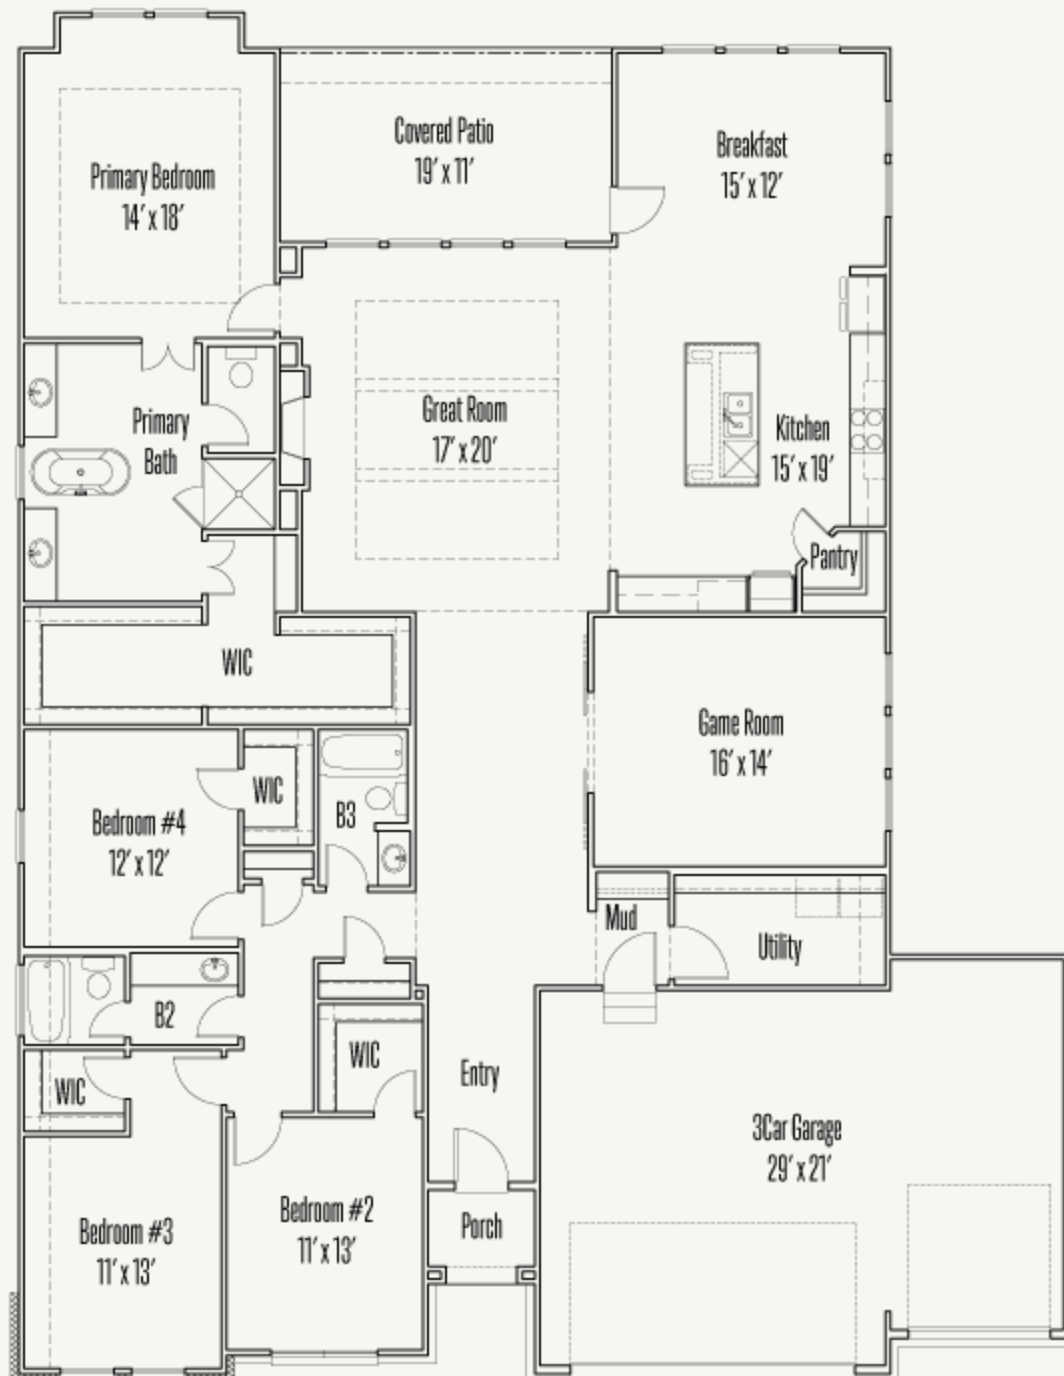 Covered Patio
19' x 11'
Breakfast
15' x 12'
Primary Bedroom
14' x 18'
Primary
Bath
Great Room
17' x 20'
Kitchen
15' x 19'
Pantry
WIC
Game Room
16' x 14'
WIC
B3
Bedroom #4
12' x 12'
Mud
Utility
B2
WIC
WIC
Entry
3Car Garage
29' x 21'
Bedroom #2
11' x 13'
Porch
Bedroom #3
11' x 13'